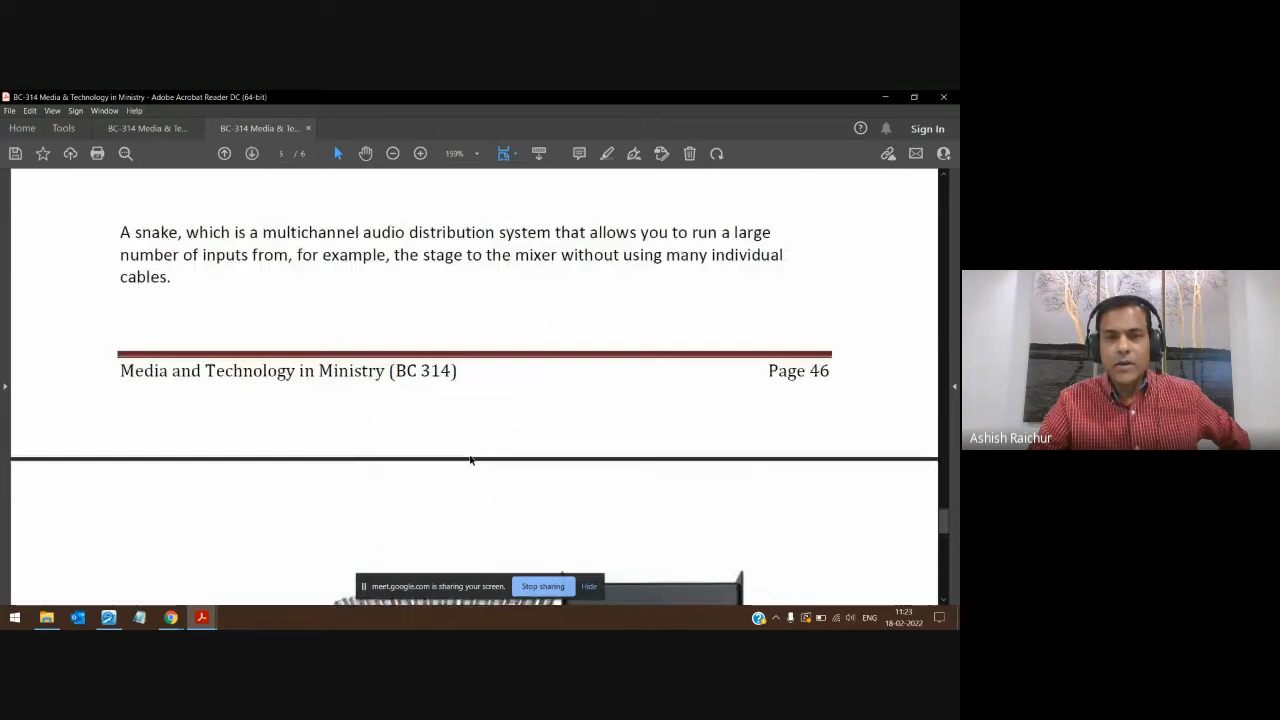 BC-314 Media & Technology in Ministry - Adobe Acrobat Reader DC (64-bit)
File Edit View Sign Window Help
Home Tools BC-314 Media & Te... BC-314 Media & Te... × Sign In
5 / 6 159%
A snake, which is a multichannel audio distribution system that allows you to run a large
number of inputs from, for example, the stage to the mixer without using many individual
cables.
Media and Technology in Ministry (BC 314) Page 46
Ashish Raichur
meet.google.com is sharing your screen. Stop sharing Hide
ENG 11:23
18-02-2022